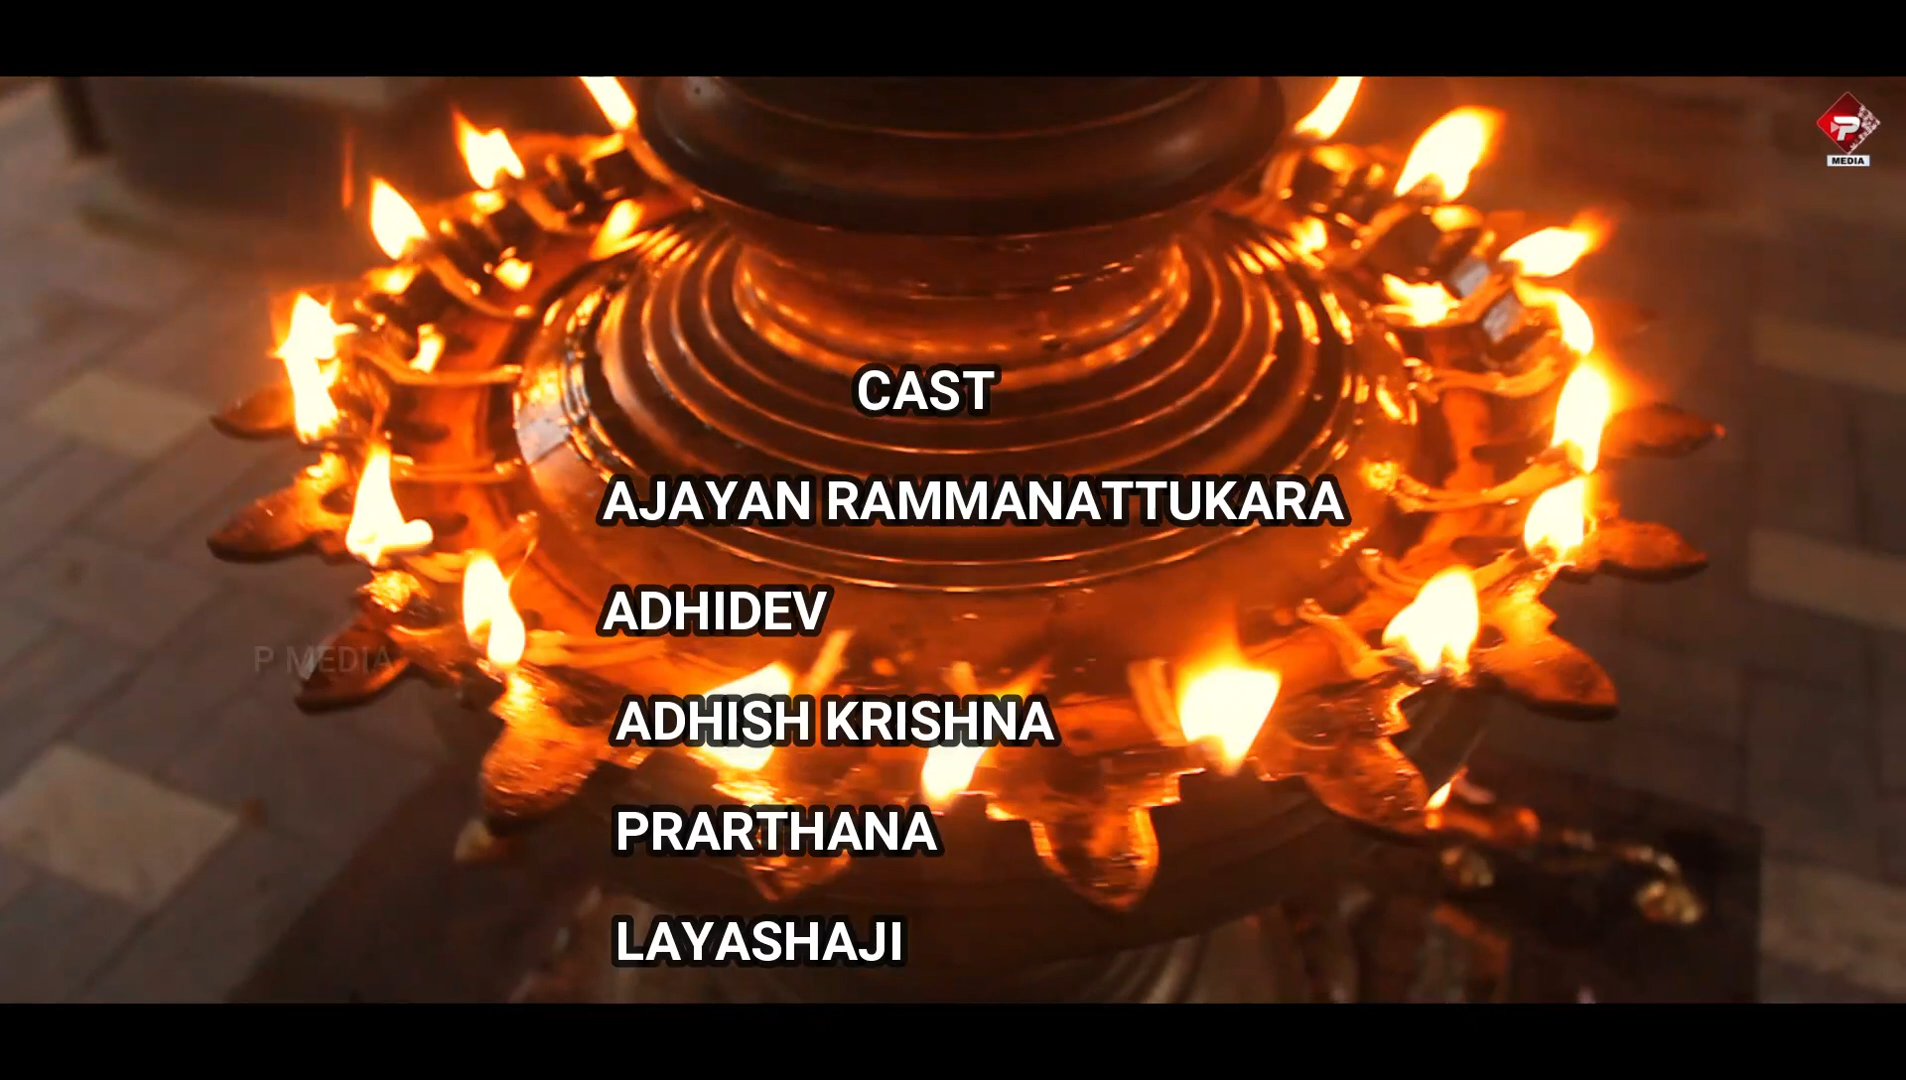 P
MEDIA
CAST
AJAYAN RAMMANATTUKARA
ADHIDEV
P MEDIA
ADHISH KRISHNA
PRARTHANA
LAYASHAJI